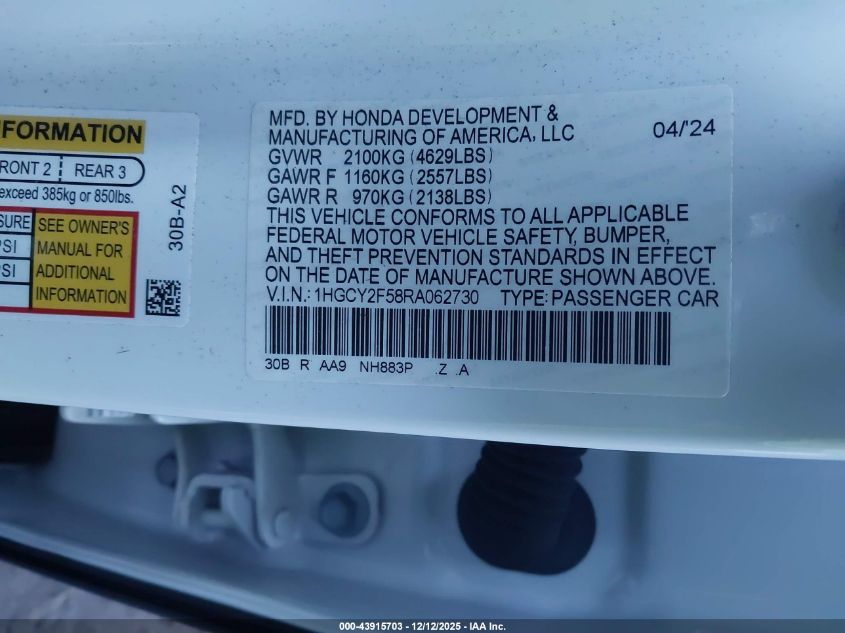 FORMATION
RONT 2 REAR 3
exceed 385kg or 850lbs.
SURE SEE OWNER'S
PSI MANUAL FOR
PSI ADDITIONAL
INFORMATION
30B-A2
MFD. BY HONDA DEVELOPMENT &
MANUFACTURING OF AMERICA, LLC 04/'24
GVWR 2100KG (4629LBS)
GAWR F 1160KG (2557LBS)
GAWR R 970KG (2138LBS)
THIS VEHICLE CONFORMS TO ALL APPLICABLE
FEDERAL MOTOR VEHICLE SAFETY, BUMPER,
AND THEFT PREVENTION STANDARDS IN EFFECT
ON THE DATE OF MANUFACTURE SHOWN ABOVE.
V.I.N.: 1HGCY2F58RA062730 TYPE: PASSENGER CAR
30B R AA9 NH883P .Z .A
000-43915703 - 12/12/2025 - IAA Inc.